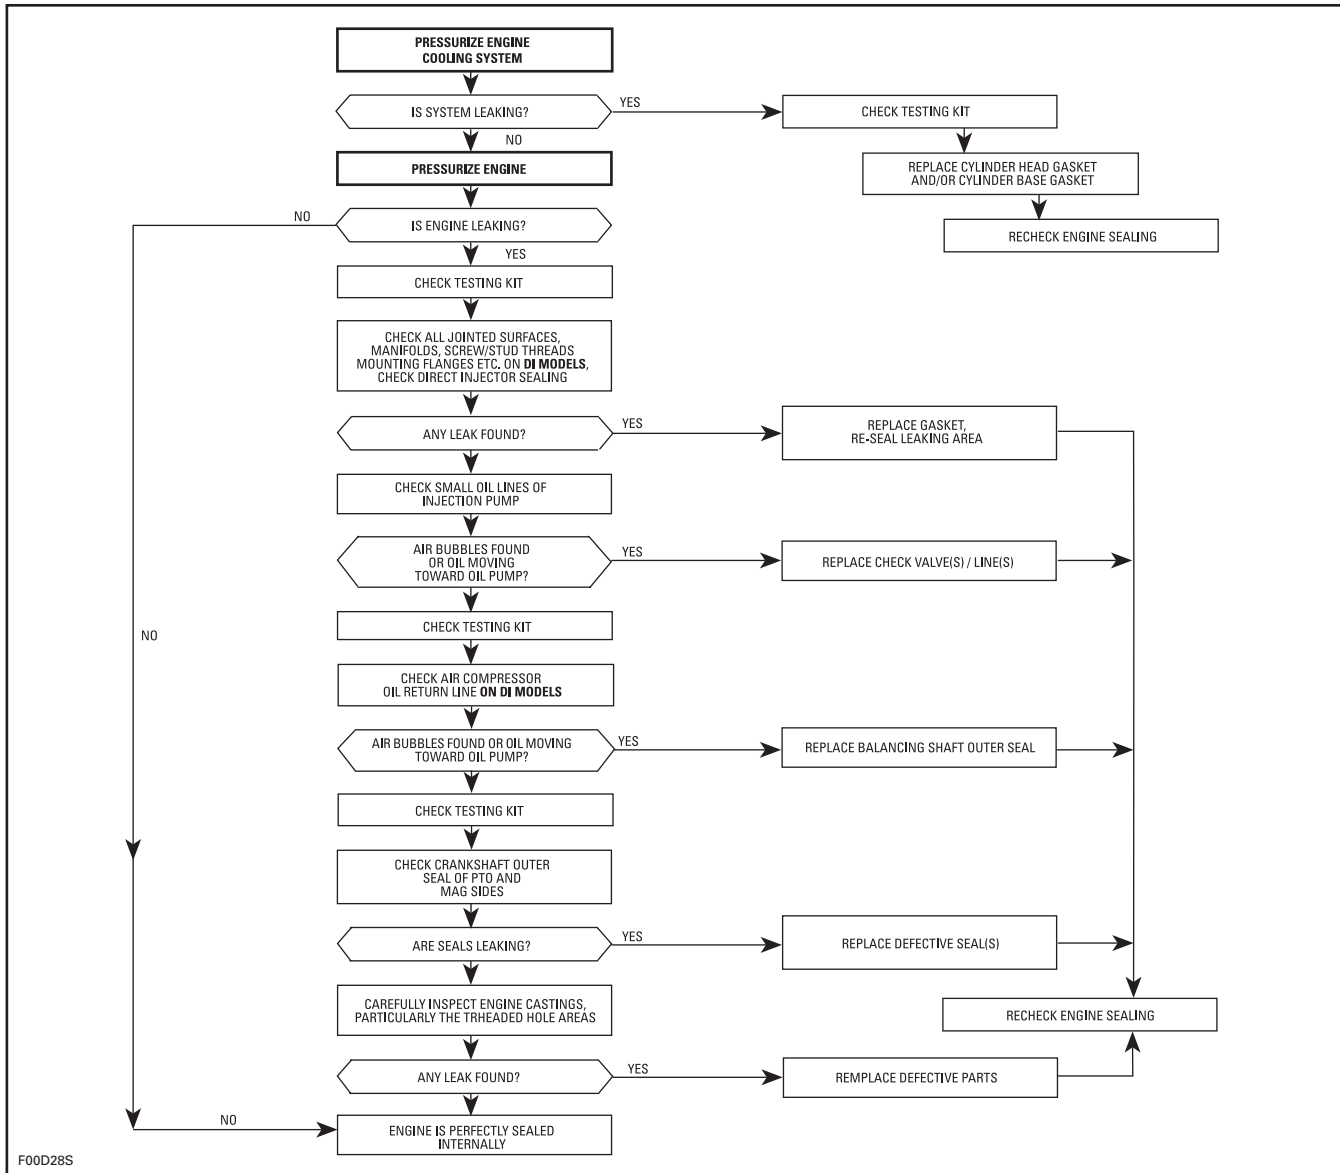 PRESSURIZE ENGINE
COOLING SYSTEM
IS SYSTEM LEAKING?
YES
CHECK TESTING KIT
REPLACE CYLINDER HEAD GASKET
AND/OR CYLINDER BASE GASKET
RECHECK ENGINE SEALING
NO
PRESSURIZE ENGINE
IS ENGINE LEAKING?
NO
YES
CHECK TESTING KIT
CHECK ALL JOINTED SURFACES,
MANIFOLDS, SCREW/STUD THREADS
MOUNTING FLANGES ETC. ON DI MODELS,
CHECK DIRECT INJECTOR SEALING
ANY LEAK FOUND?
YES
REPLACE GASKET,
RE-SEAL LEAKING AREA
CHECK SMALL OIL LINES OF
INJECTION PUMP
AIR BUBBLES FOUND
OR OIL MOVING
TOWARD OIL PUMP?
YES
REPLACE CHECK VALVE(S) / LINE(S)
CHECK TESTING KIT
NO
CHECK AIR COMPRESSOR
OIL RETURN LINE ON DI MODELS
AIR BUBBLES FOUND OR OIL MOVING
TOWARD OIL PUMP?
YES
REPLACE BALANCING SHAFT OUTER SEAL
CHECK TESTING KIT
CHECK CRANKSHAFT OUTER
SEAL OF PTO AND
MAG SIDES
ARE SEALS LEAKING?
YES
REPLACE DEFECTIVE SEAL(S)
CAREFULLY INSPECT ENGINE CASTINGS,
PARTICULARLY THE TRHEADED HOLE AREAS
RECHECK ENGINE SEALING
ANY LEAK FOUND?
YES
REMPLACE DEFECTIVE PARTS
NO
ENGINE IS PERFECTLY SEALED
INTERNALLY
F00D28S